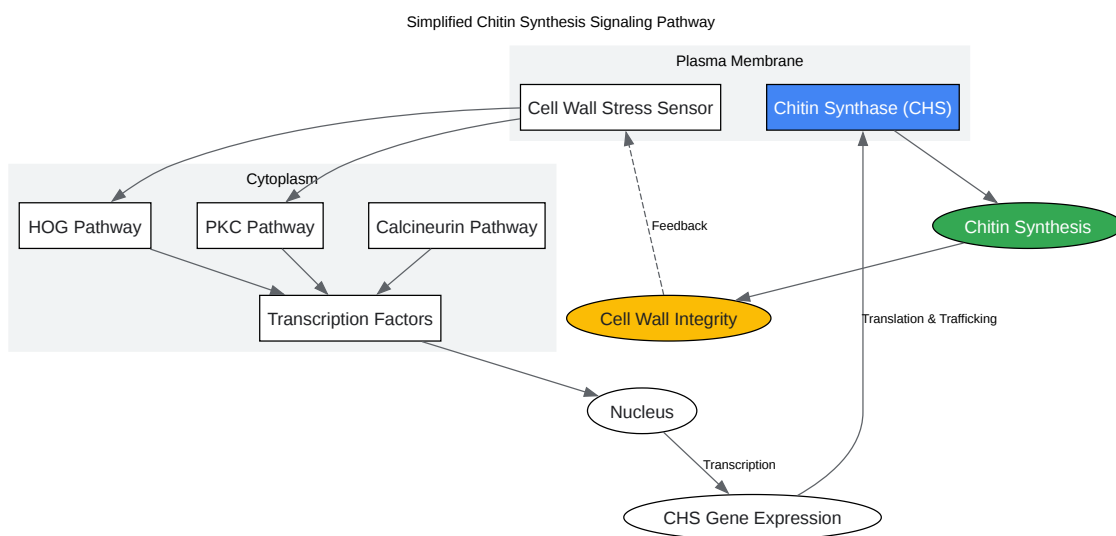 Simplified Chitin Synthesis Signaling Pathway
Plasma Membrane
Cell Wall Stress Sensor
Chitin Synthase (CHS)
Cytoplasm
HOG Pathway
PKC Pathway
Calcineurin Pathway
Feedback
Chitin Synthesis
Transcription Factors
Cell Wall Integrity
Translation & Trafficking
Nucleus
Transcription
CHS Gene Expression